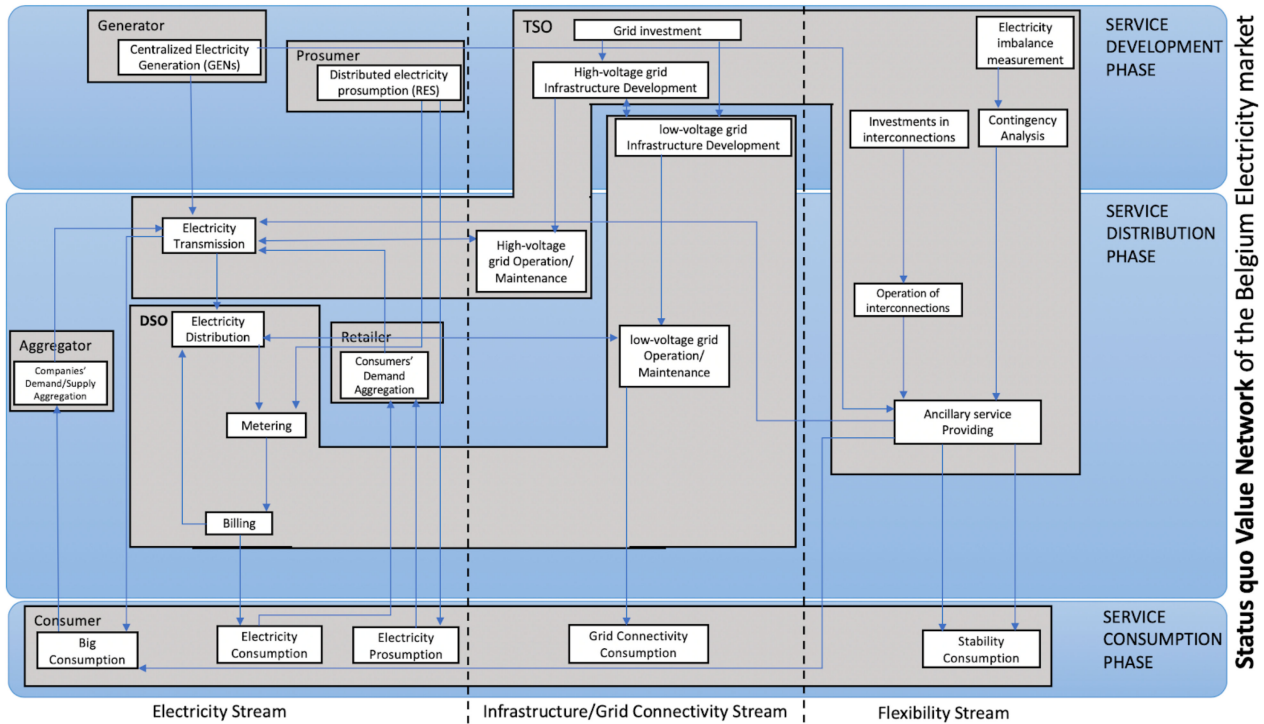 Generator
Centralized Electricity
Generation (GENs)
Prosumer
Distributed electricity
prosumption (RES)
TSO
Grid investment
High-voltage grid
Infrastructure Development
low-voltage grid
Infrastructure Development
Electricity
imbalance
measurement
Investments in
interconnections
Contingency
Analysis
SERVICE
DEVELOPMENT
PHASE
Electricity
Transmission
High-voltage
grid Operation/
Maintenance
Operation of
interconnections
SERVICE
DISTRIBUTION
PHASE
Aggregator
Companies'
Demand/Supply
Aggregation
DSO
Electricity
Distribution
Retailer
Consumers'
Demand
Aggregation
low-voltage grid
Operation/
Maintenance
Metering
Ancillary service
Providing
Billing
Consumer
Big
Consumption
Electricity
Consumption
Electricity
Prosumption
Grid Connectivity
Consumption
Stability
Consumption
SERVICE
CONSUMPTION
PHASE
Electricity Stream
Infrastructure/Grid Connectivity Stream
Flexibility Stream
Status quo Value Network of the Belgium Electricity market